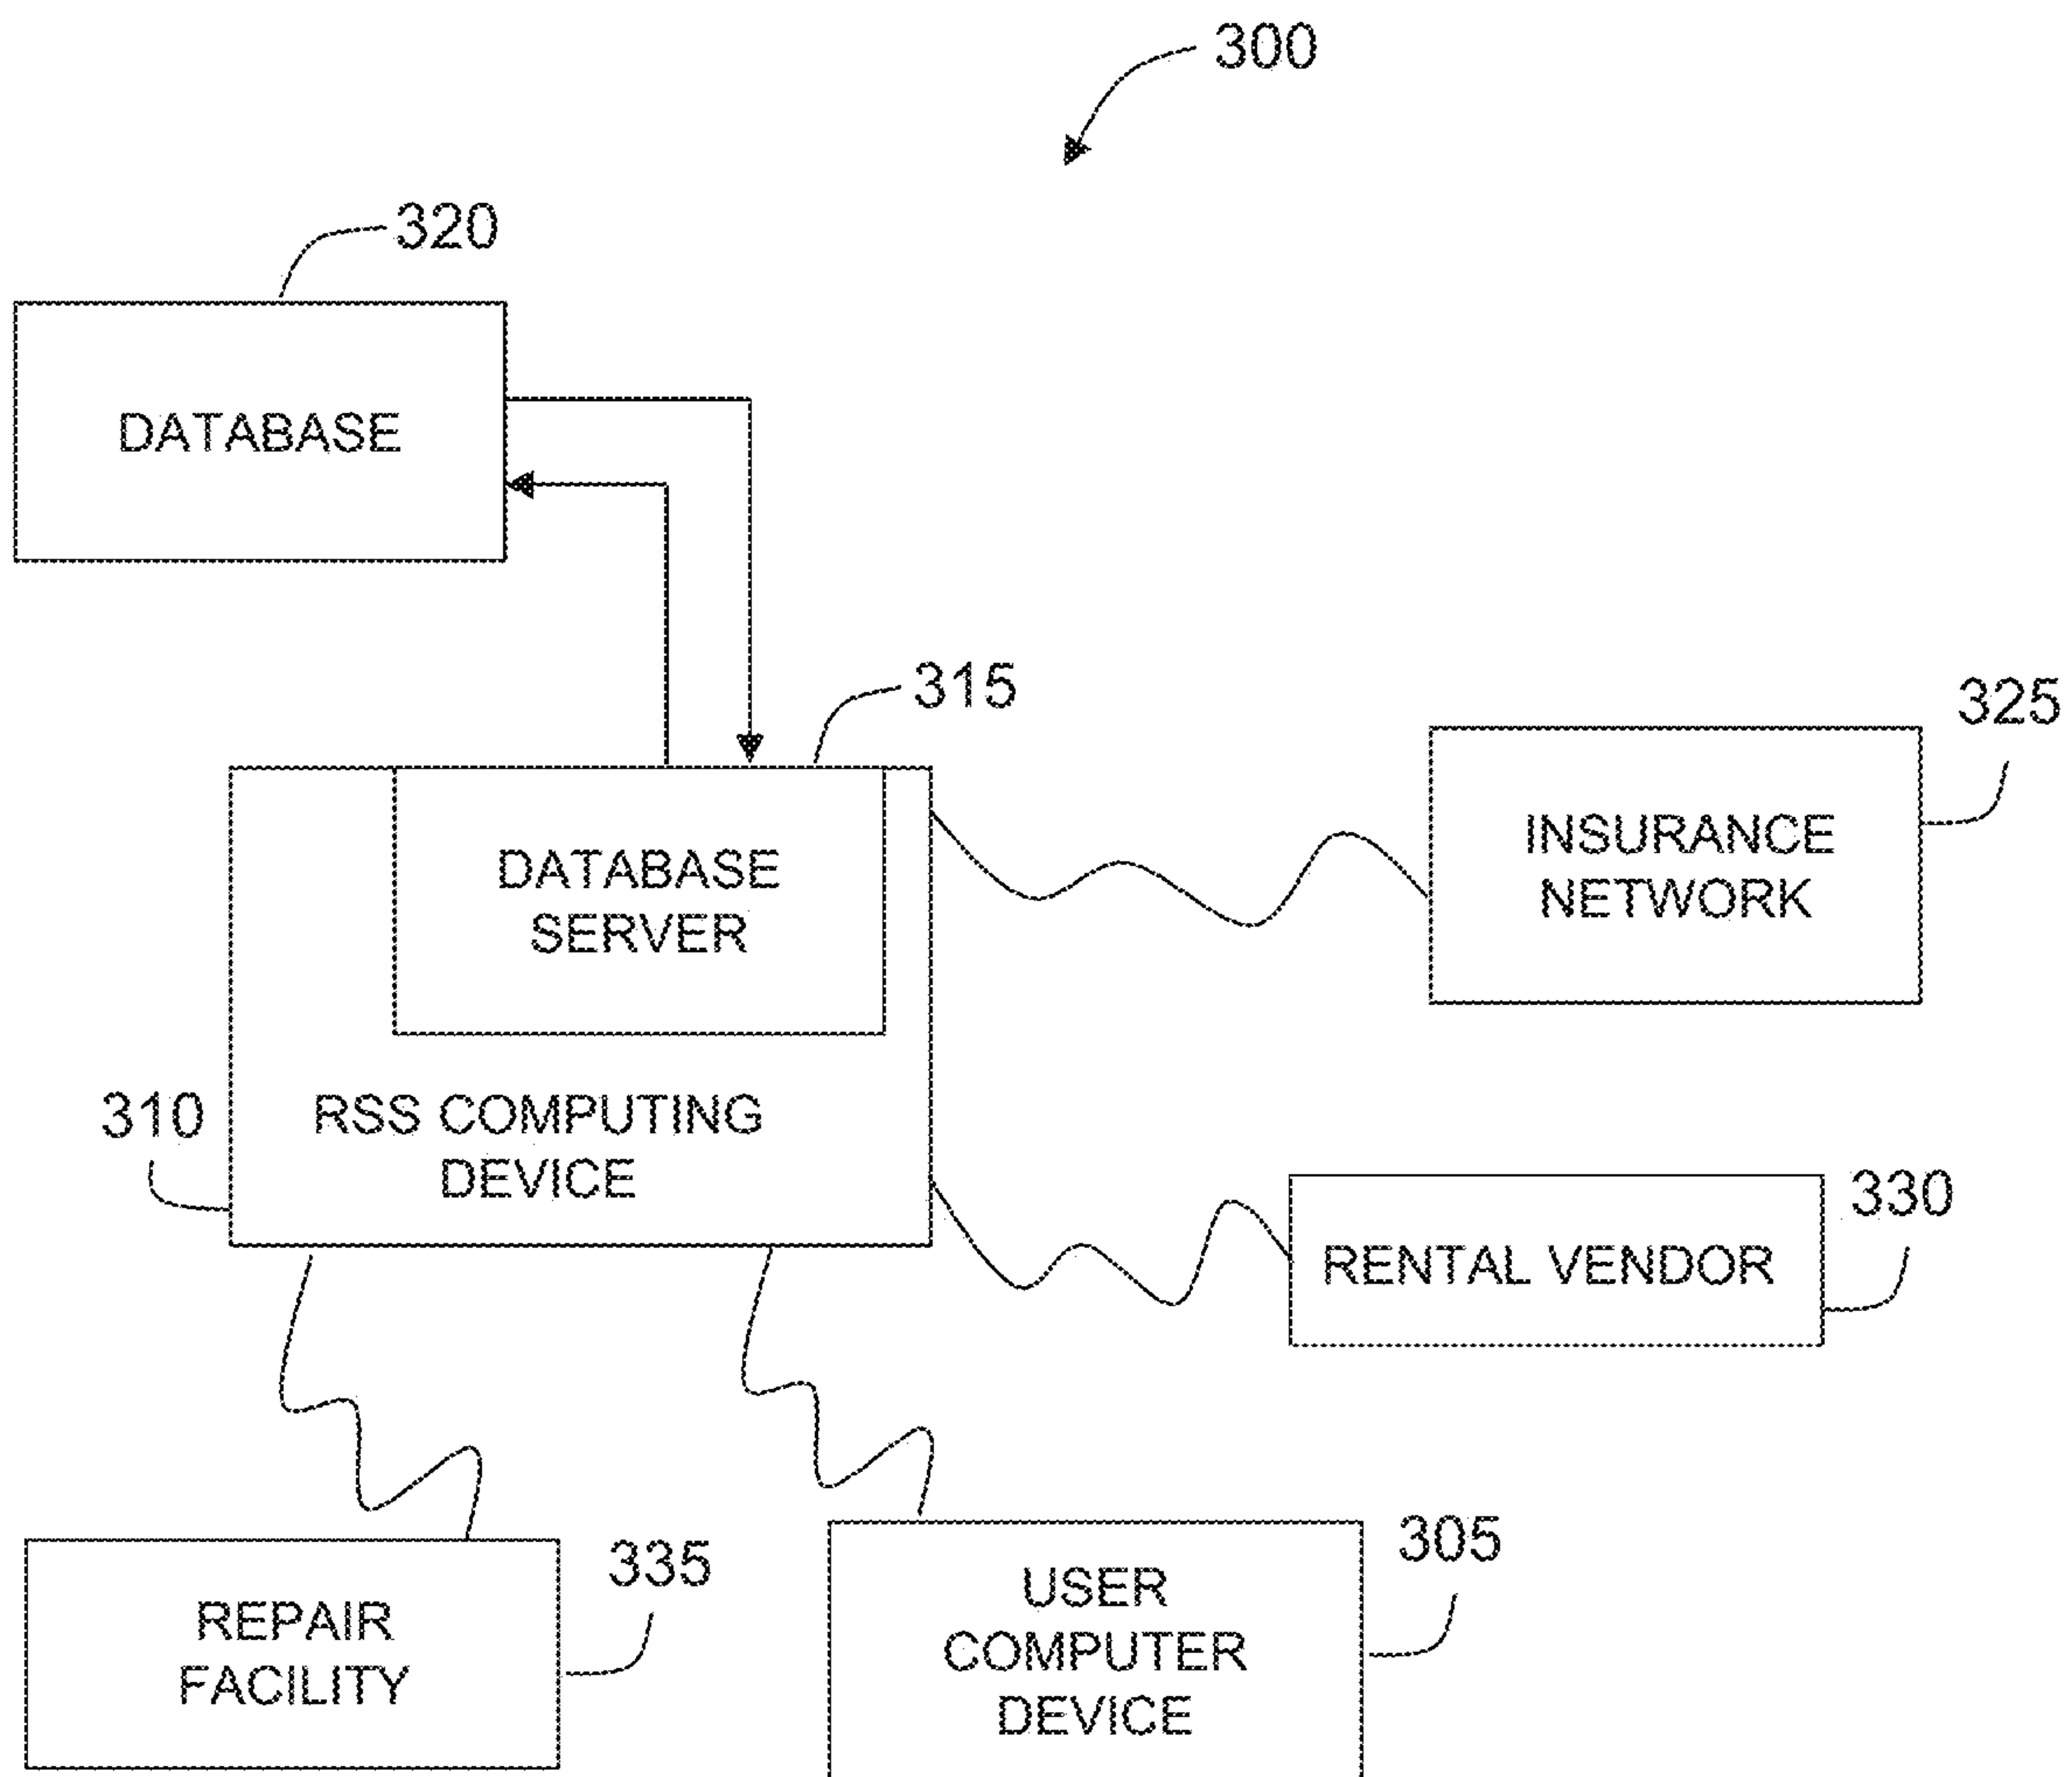 300
320
DATABASE
315
325
DATABASE
SERVER
INSURANCE
NETWORK
310
RSS COMPUTING
DEVICE
330
RENTAL VENDOR
335
305
REPAIR
FACILITY
USER
COMPUTER
DEVICE